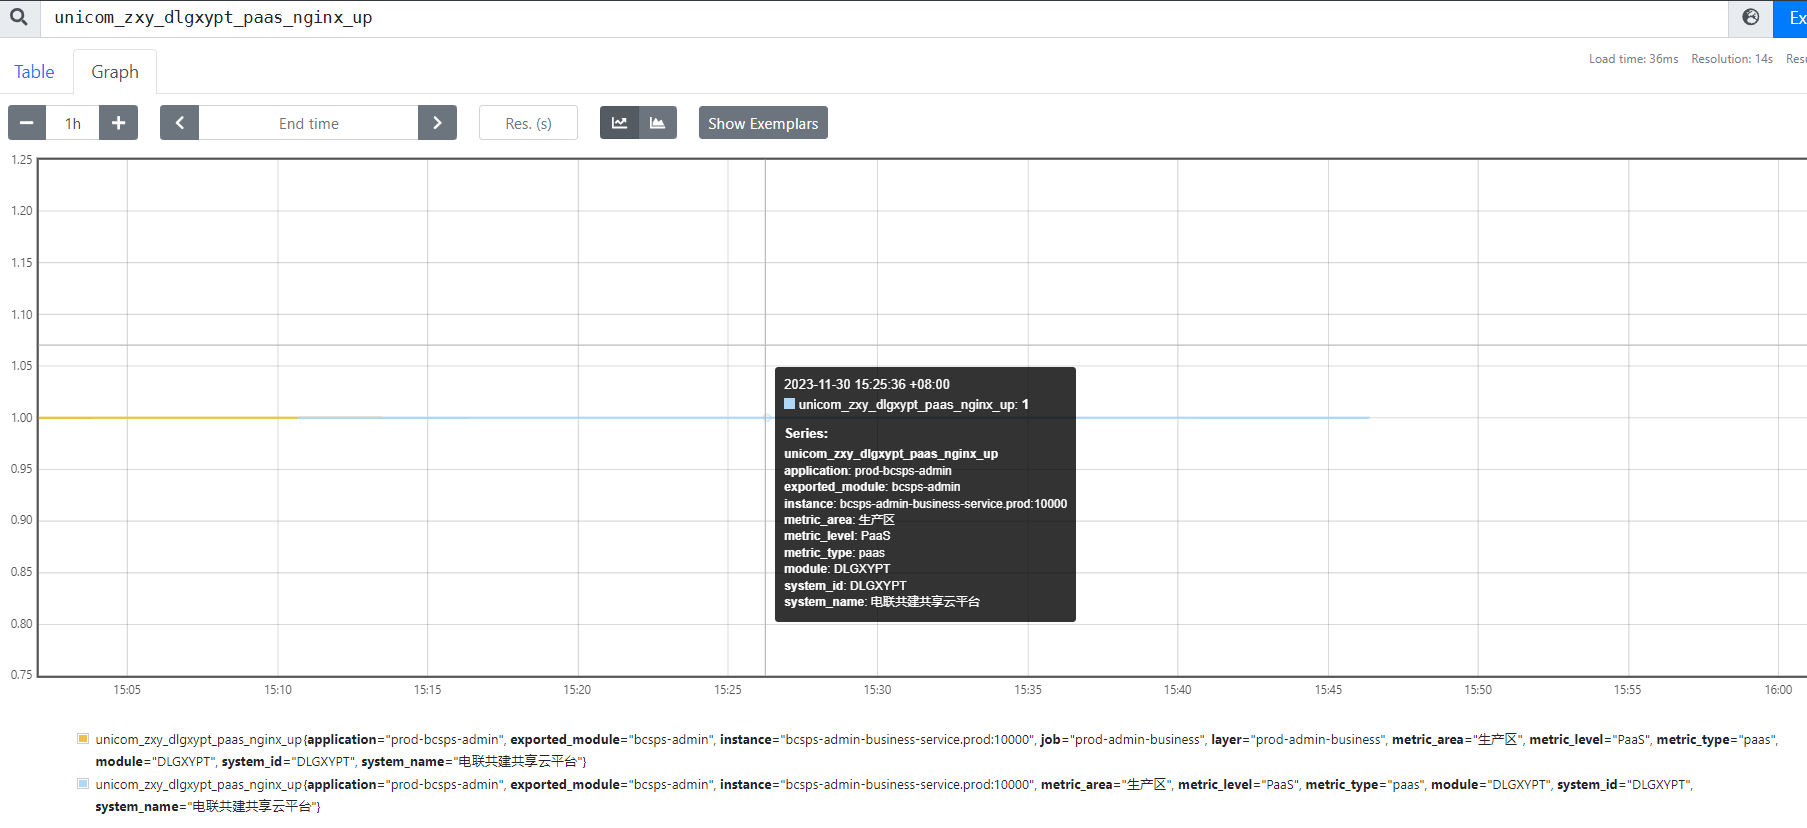 unicom_zxy_dlgxypt_paas_nginx_up
Ex
Table
Graph
Load time: 36ms Resolution: 14s Resu
1h
End time
Res. (s)
Show Exemplars
1.25
1.20
1.15
1.10
1.05
1.00
0.95
0.90
0.85
0.80
0.75
2023-11-30 15:25:36 +08:00
unicom_zxy_dlgxypt_paas_nginx_up: 1
Series:
unicom_zxy_dlgxypt_paas_nginx_up
application: prod-bcsps-admin
exported_module: bcsps-admin
instance: bcsps-admin-business-service.prod:10000
metric_area: 生产区
metric_level: PaaS
metric_type: paas
module: DLGXYPT
system_id: DLGXYPT
system_name: 电联共建共享云平台
15:05 15:10 15:15 15:20 15:25 15:30 15:35 15:40 15:45 15:50 15:55 16:00
unicom_zxy_dlgxypt_paas_nginx_up{application="prod-bcsps-admin", exported_module="bcsps-admin", instance="bcsps-admin-business-service.prod:10000", job="prod-admin-business", layer="prod-admin-business", metric_area="生产区", metric_level="PaaS", metric_type="paas",
module="DLGXYPT", system_id="DLGXYPT", system_name="电联共建共享云平台"}
unicom_zxy_dlgxypt_paas_nginx_up{application="prod-bcsps-admin", exported_module="bcsps-admin", instance="bcsps-admin-business-service.prod:10000", metric_area="生产区", metric_level="PaaS", metric_type="paas", module="DLGXYPT", system_id="DLGXYPT",
system_name="电联共建共享云平台"}